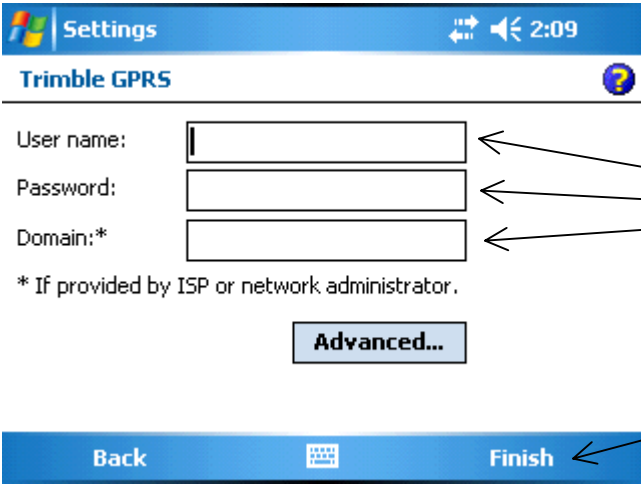 Settings 2:09
Trimble GPRS
User name:
Password:
Domain:*
* If provided by ISP or network administrator.
Advanced...
Back Finish